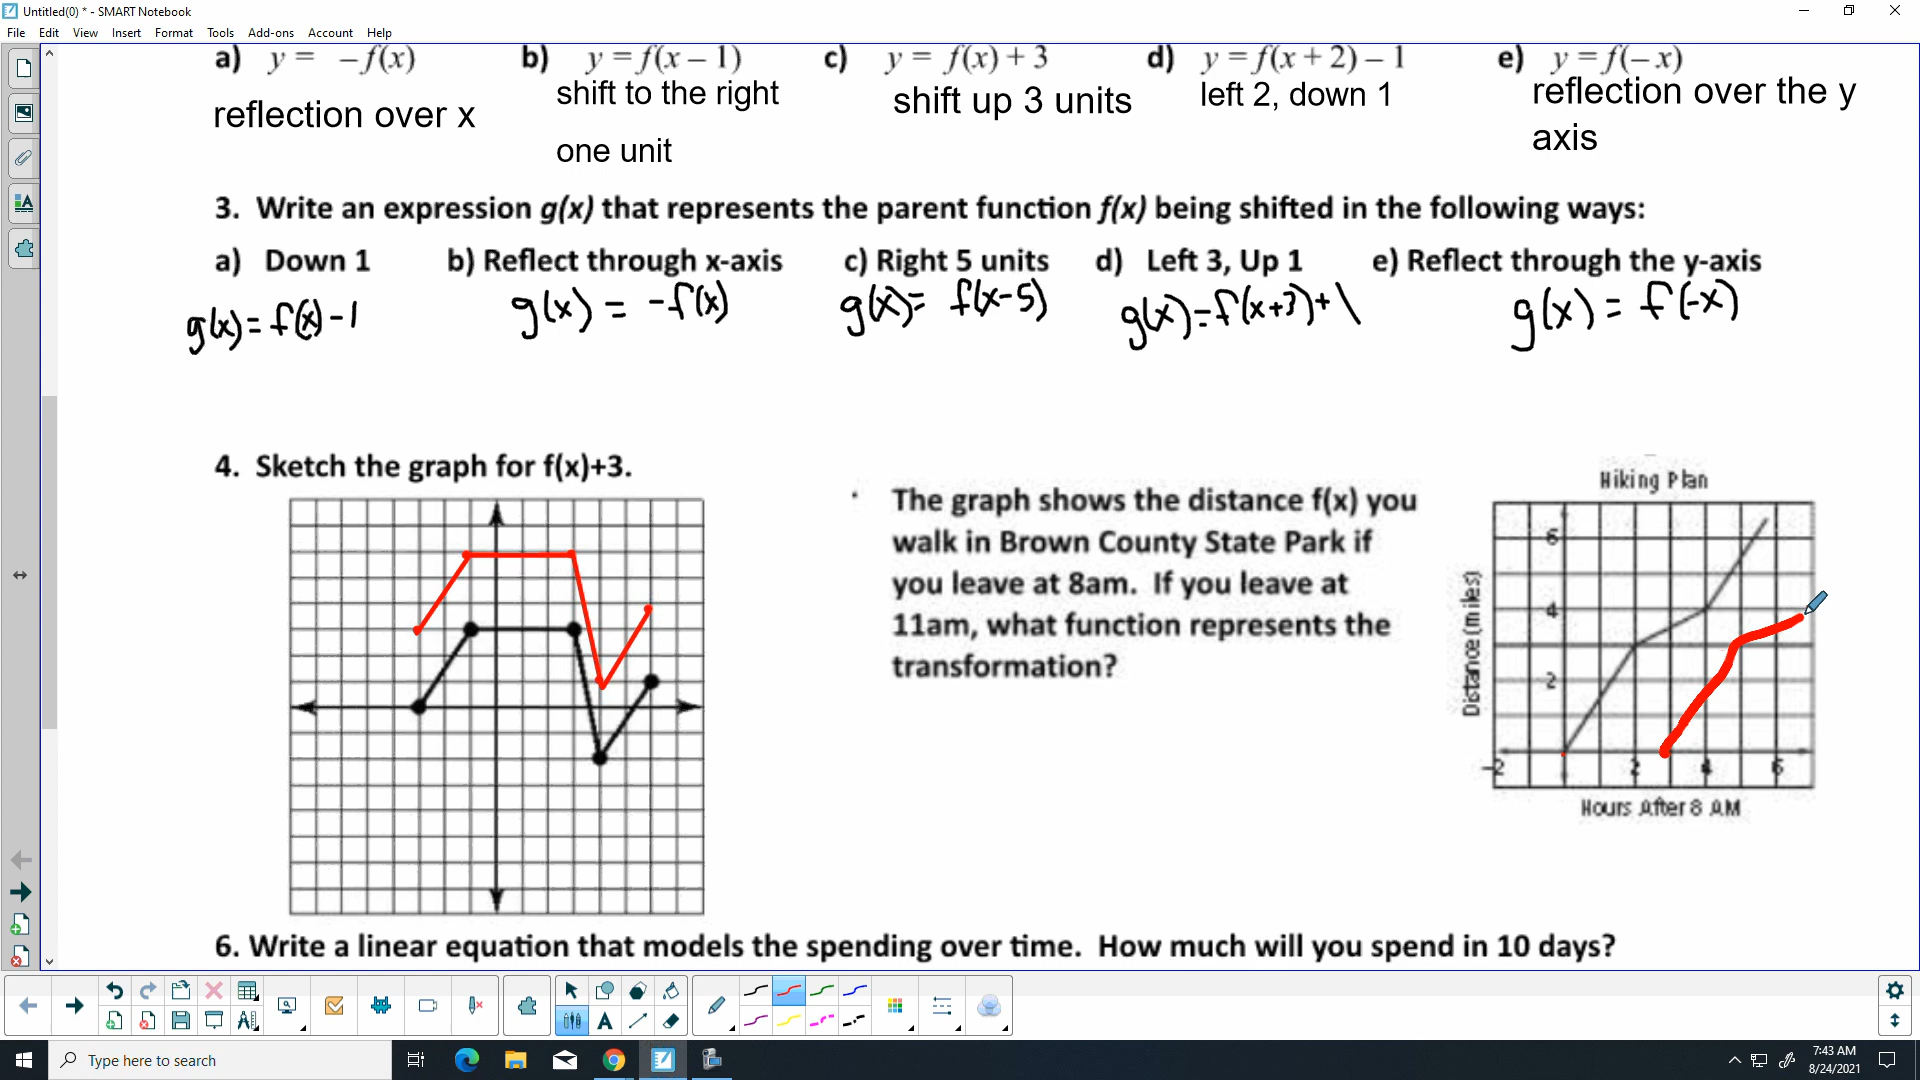 Untitled(0) * - SMART Notebook
File Edit View Insert Format Tools Add-ons Account Help
a) y = -f(x) b) y = f(x - 1) c) y = f(x) + 3 d) y = f(x + 2) - 1 e) y = f(- x)
reflection over x
shift to the right
one unit
shift up 3 units
left 2, down 1
reflection over the y
axis
3. Write an expression g(x) that represents the parent function f(x) being shifted in the following ways:
a) Down 1 b) Reflect through x-axis c) Right 5 units d) Left 3, Up 1 e) Reflect through the y-axis
g(x) = f(x) - 1 g(x) = -f(x) g(x) = f(x-5) g(x) = f(x+3)+1 g(x) = f(-x)
4. Sketch the graph for f(x)+3.
The graph shows the distance f(x) you
walk in Brown County State Park if
you leave at 8am. If you leave at
11am, what function represents the
transformation?
Hiking Plan
Distance (miles)
6
4
2
-2 2 4 6
Hours After 8 AM
6. Write a linear equation that models the spending over time. How much will you spend in 10 days?
Type here to search
7:43 AM
8/24/2021